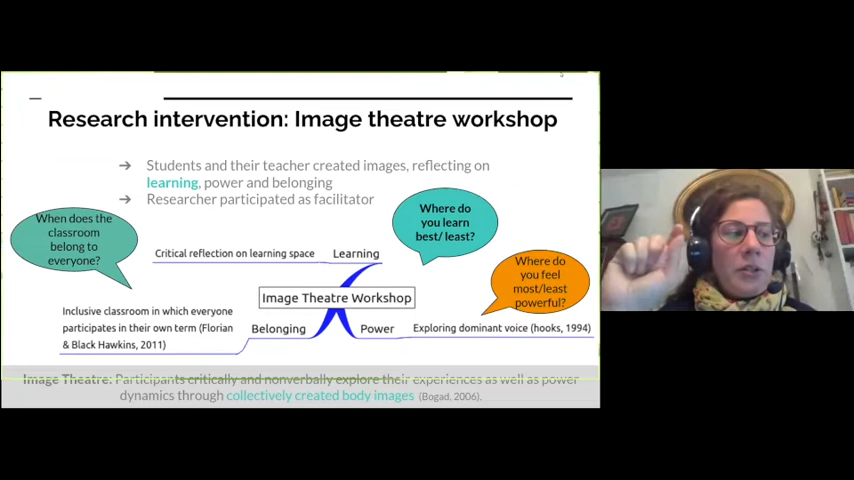 Research intervention: Image theatre workshop
➔ Students and their teacher created images, reflecting on
learning, power and belonging
➔ Researcher participated as facilitator
When does the
classroom
belong to
everyone?
Where do
you learn
best/ least?
Critical reflection on learning space
Learning
Where do
you feel
most/least
powerful?
Image Theatre Workshop
Inclusive classroom in which everyone
participates in their own term (Florian
& Black Hawkins, 2011)
Belonging
Power
Exploring dominant voice (hooks, 1994)
Image Theatre: Participants critically and nonverbally explore their experiences as well as power
dynamics through collectively created body images (Bogad, 2006).